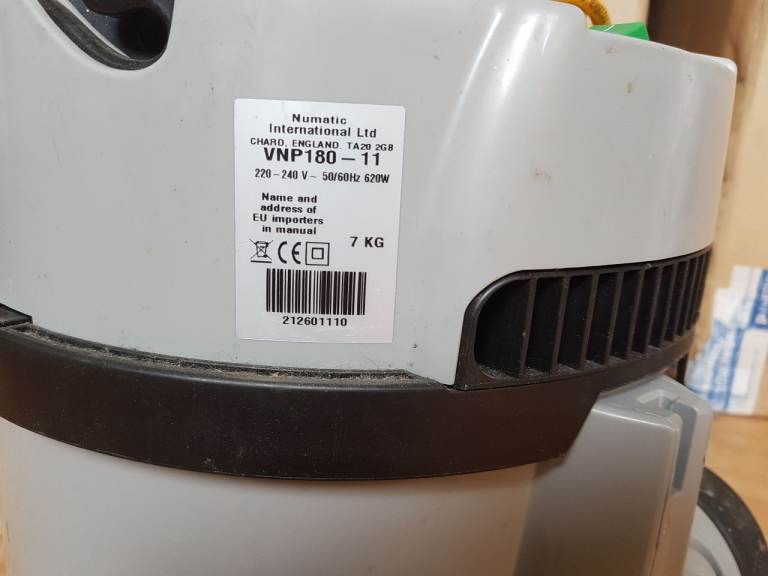 Numatic
International Ltd
CHARD, ENGLAND. TA20 2GB
VNP180-11
220-240 V~ 50/60Hz 620W
Name and
address of
EU importers
in manual
7 KG
CE
212601110